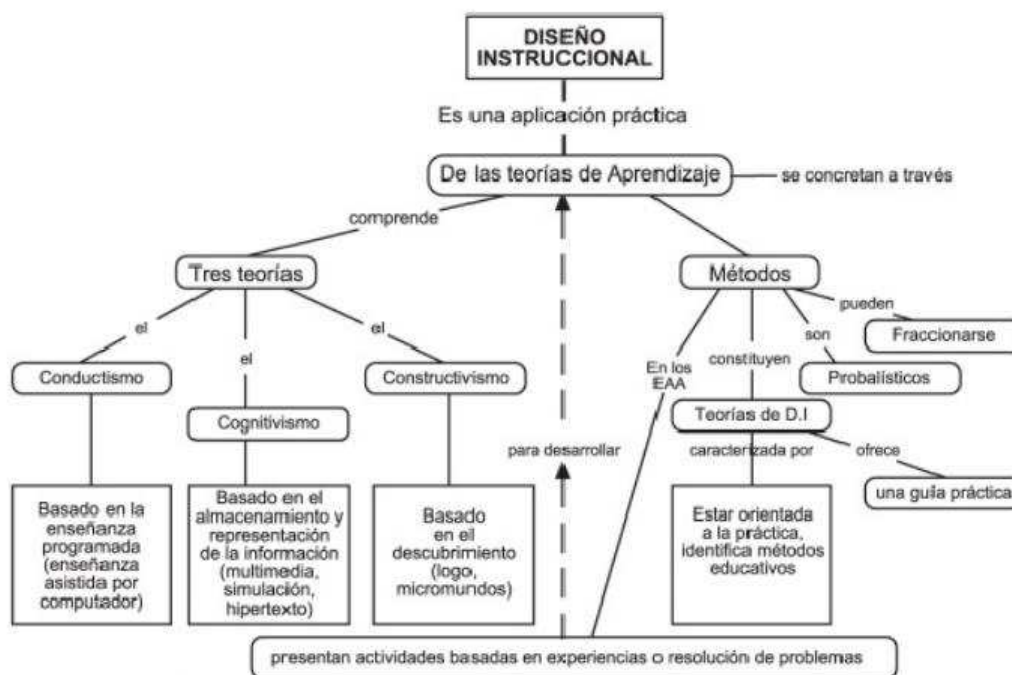 DISEÑO
INSTRUCCIONAL
Es una aplicación práctica
De las teorías de Aprendizaje
se concretan a través
comprende
Tres teorías
Métodos
el
el
el
pueden
son
Fraccionarse
En los
EAA
constituyen
Conductismo
Constructivismo
Probalísticos
Cognitivismo
Teorías de D.I
para desarrollar
caracterizada por
ofrece
una guía práctica
Basado en la
enseñanza
programada
(enseñanza
asistida por
computador)
Basado en el
almacenamiento y
representación
de la información
(multimedia,
simulación,
hipertexto)
Basado
en el
descubrimiento
(logo,
micromundos)
Estar orientada
a la práctica,
identifica métodos
educativos
presentan actividades basadas en experiencias o resolución de problemas